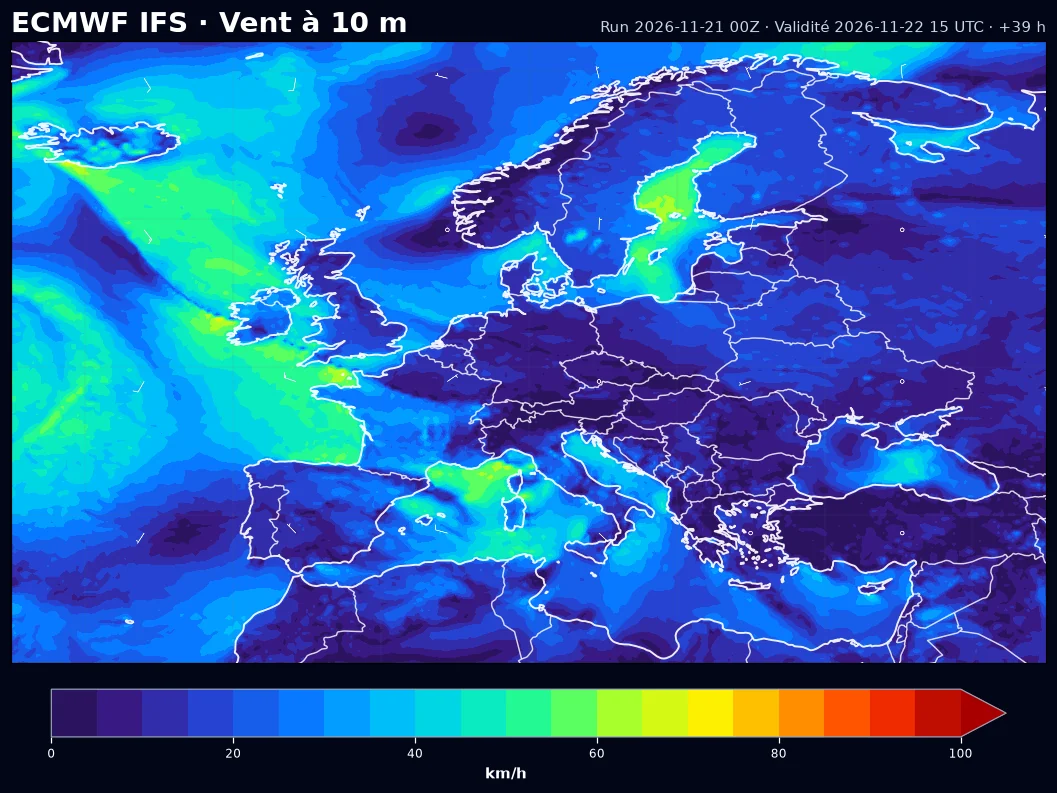 ECMWF IFS · Vent à 10 m
Run 2026-11-21 00Z · Validité 2026-11-22 15 UTC · +39 h
0 20 40 60 80 100
km/h